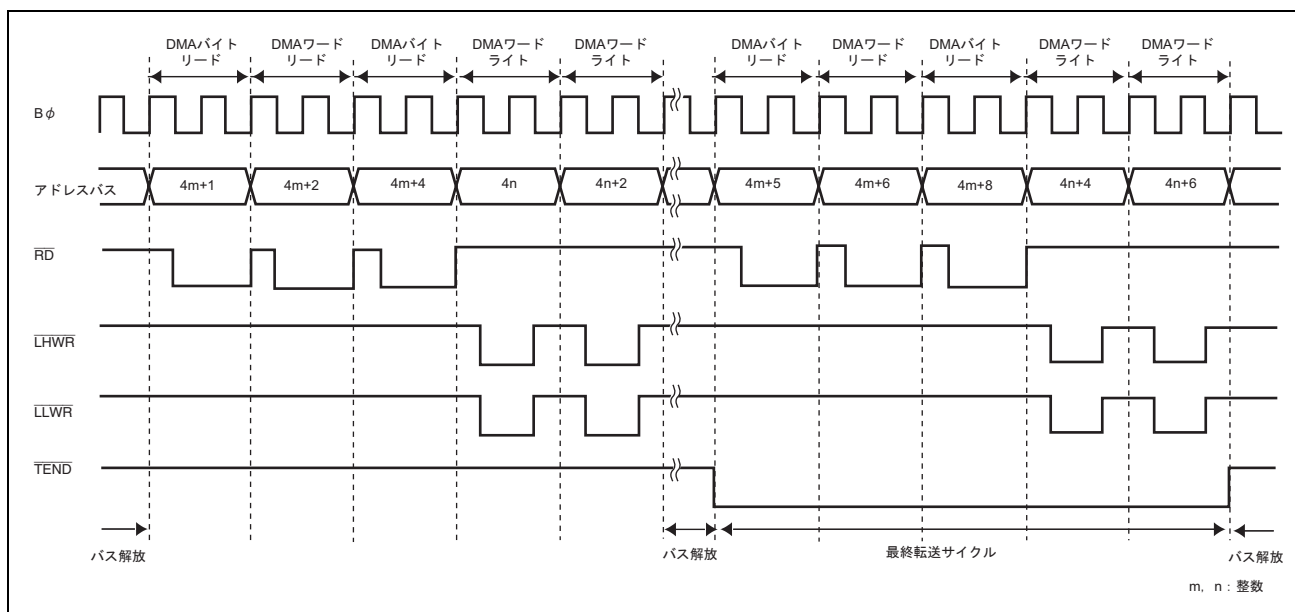 DMAバイト リード DMAワード リード DMAバイト リード DMAワード ライト DMAワード ライト DMAバイト リード DMAワード リード DMAバイト リード DMAワード ライト DMAワード ライト
Bφ
アドレスバス 4m+1 4m+2 4m+4 4n 4n+2 4m+5 4m+6 4m+8 4n+4 4n+6
RD
LHWR
LLWR
TEND
バス解放 バス解放 最終転送サイクル バス解放
m, n : 整数